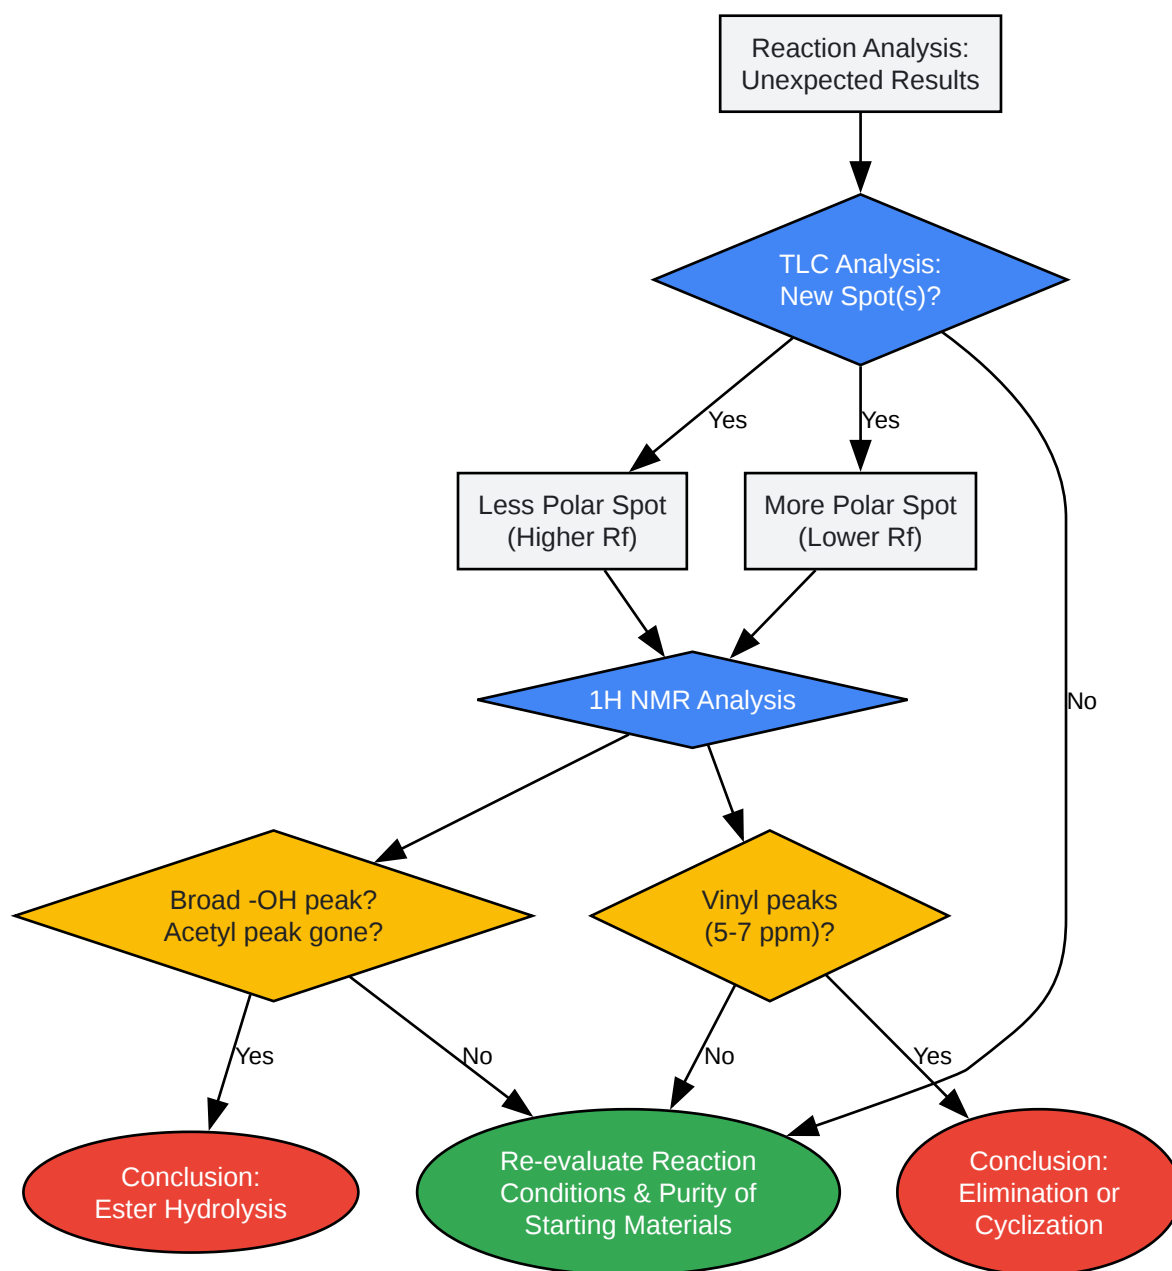 Reaction Analysis:
Unexpected Results
TLC Analysis:
New Spot(s)?
Yes
Yes
Less Polar Spot
(Higher Rf)
More Polar Spot
(Lower Rf)
1H NMR Analysis
No
Broad -OH peak?
Acetyl peak gone?
Vinyl peaks
(5-7 ppm)?
Yes
No
No
Yes
Conclusion:
Ester Hydrolysis
Re-evaluate Reaction
Conditions & Purity of
Starting Materials
Conclusion:
Elimination or
Cyclization